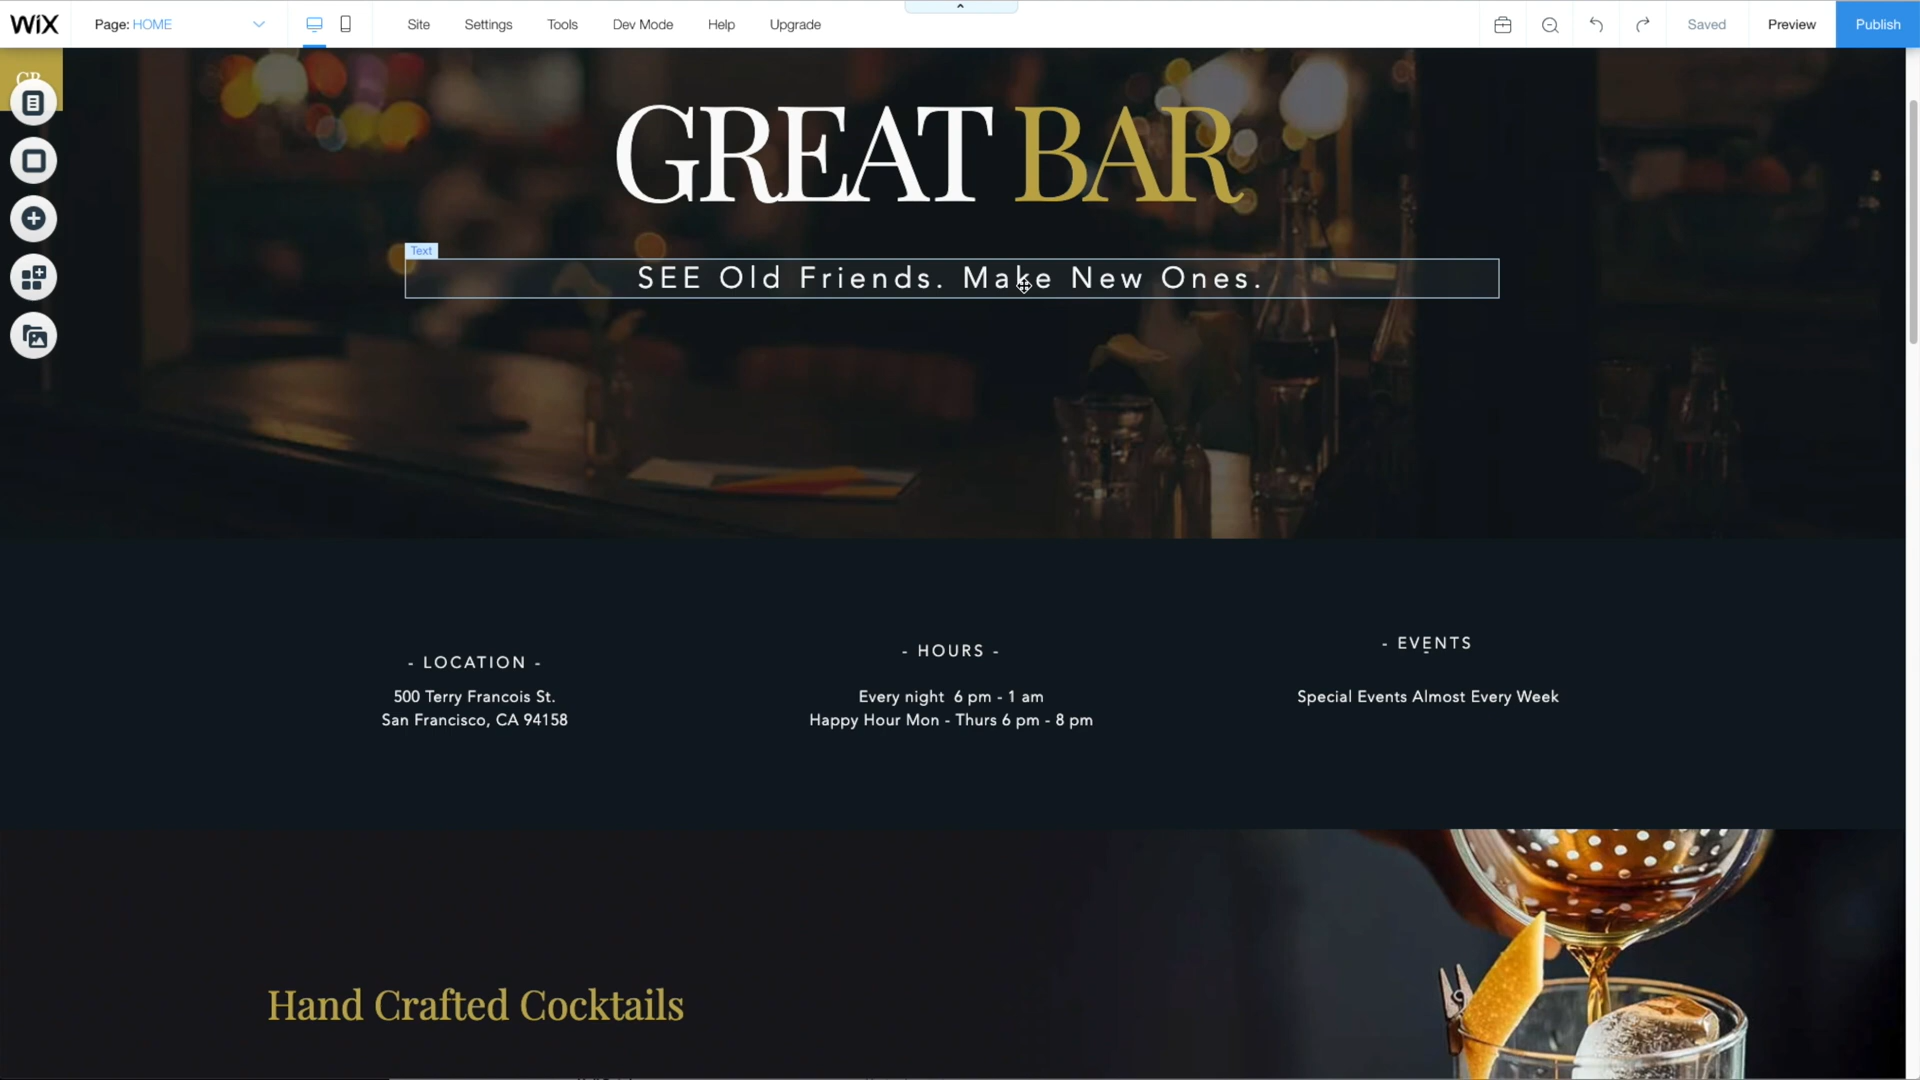 WiX Page: HOME Site Settings Tools Dev Mode Help Upgrade Saved Preview Publish
GREAT BAR
Text
SEE Old Friends. Make New Ones.
- LOCATION -
500 Terry Francois St.
San Francisco, CA 94158
- HOURS -
Every night 6 pm - 1 am
Happy Hour Mon - Thurs 6 pm - 8 pm
- EVENTS
-
Special Events Almost Every Week
Hand Crafted Cocktails